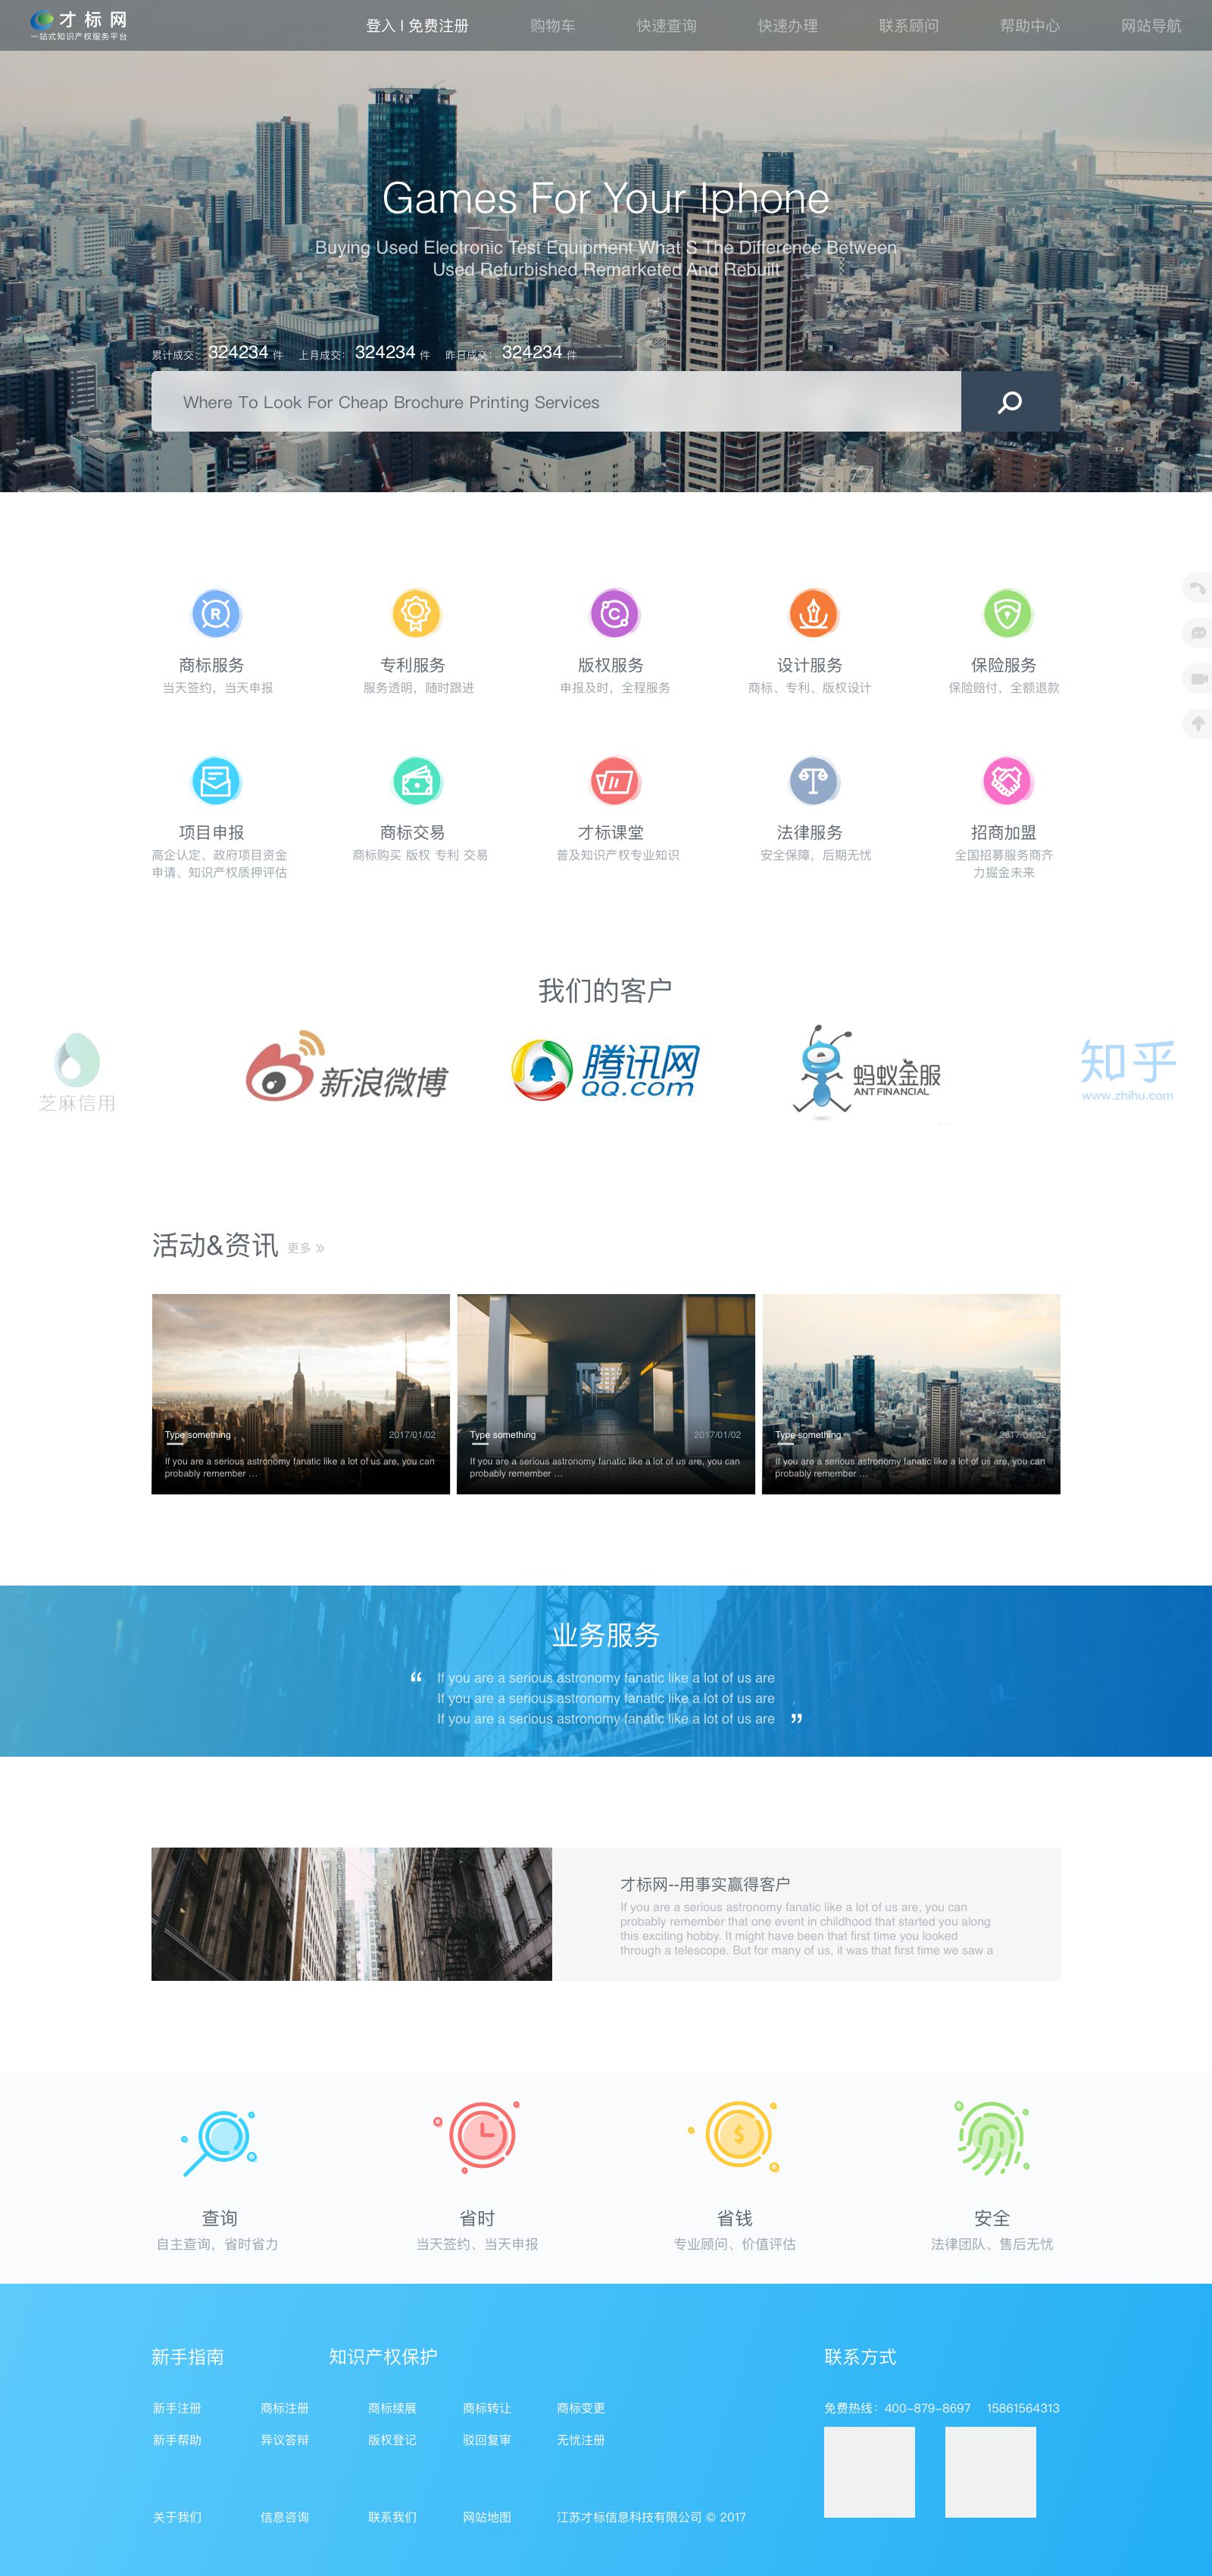 才标网
一站式知识产权服务平台
登入 | 免费注册 购物车 快速查询 快速办理 联系顾问 帮助中心 网站导航
Games For Your Iphone
Buying Used Electronic Test Equipment What S The Difference Between
Used Refurbished Remarketed And Rebuilt
累计成交: 324234 件 上月成交: 324234 件 昨日成交: 324234 件
Where To Look For Cheap Brochure Printing Services
商标服务 专利服务 版权服务 设计服务 保险服务
当天签约，当天申报 服务透明，随时跟进 申报及时，全程服务 商标、专利、版权设计 保险赔付，全额退款
项目申报 商标交易 才标课堂 法律服务 招商加盟
高企认定、政府项目资金 商标购买 版权 专利 交易 普及知识产权专业知识 安全保障，后期无忧 全国招募服务商齐
申请、知识产权质押评估 力掘金未来
我们的客户
芝麻信用
新浪微博
腾讯网
QQ.com
蚂蚁金服
ANT FINANCIAL
知乎
www.zhihu.com
活动&资讯 更多 »
Type something 2017/01/02
If you are a serious astronomy fanatic like a lot of us are, you can
probably remember …
Type something 2017/01/02
If you are a serious astronomy fanatic like a lot of us are, you can
probably remember …
Type something 2017/01/02
If you are a serious astronomy fanatic like a lot of us are, you can
probably remember …
业务服务
“ If you are a serious astronomy fanatic like a lot of us are
If you are a serious astronomy fanatic like a lot of us are
If you are a serious astronomy fanatic like a lot of us are ”
才标网--用事实赢得客户
If you are a serious astronomy fanatic like a lot of us are, you can
probably remember that one event in childhood that started you along
this exciting hobby. It might have been that first time you looked
through a telescope. But for many of us, it was that first time we saw a
查询 省时 省钱 安全
自主查询，省时省力 当天签约、当天申报 专业顾问、价值评估 法律团队、售后无忧
新手指南 知识产权保护 联系方式
新手注册 商标注册 商标续展 商标转让 商标变更 免费热线：400-879-8697 15861564313
新手帮助 异议答辩 版权登记 驳回复审 无忧注册
关于我们 信息咨询 联系我们 网站地图 江苏才标信息科技有限公司 © 2017